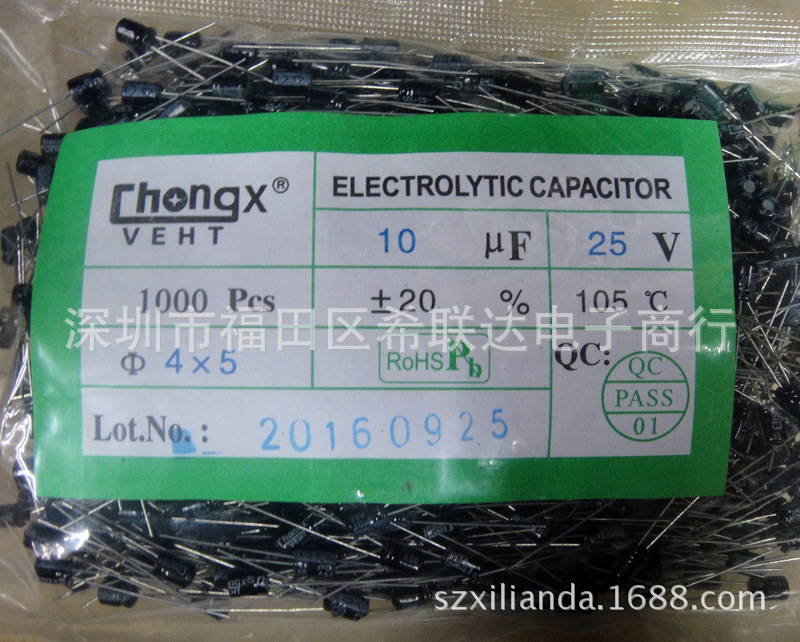 Chongx®
VEHT
ELECTROLYTIC CAPACITOR
10 μF
25 V
1000 Pcs
±20 %
105 ℃
深圳市福田区希联达电子商行
Φ 4×5
RoHS Pb
QC:
QC
PASS
01
Lot.No.: 20160925
szxilianda.1688.com